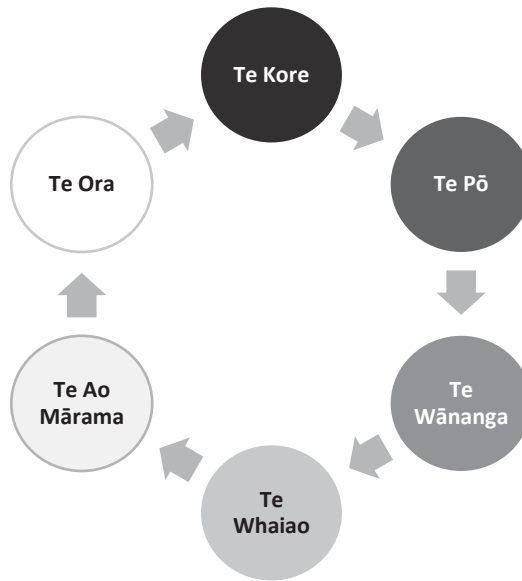 Te Kore
Te Pō
Te
Wānanga
Te
Whaiao
Te Ao
Mārama
Te Ora